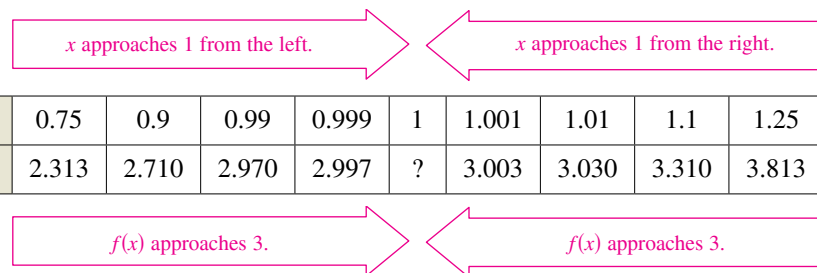 x approaches 1 from the left. x approaches 1 from the right.
0.75 0.9 0.99 0.999 1 1.001 1.01 1.1 1.25
2.313 2.710 2.970 2.997 ? 3.003 3.030 3.310 3.813
f(x) approaches 3. f(x) approaches 3.